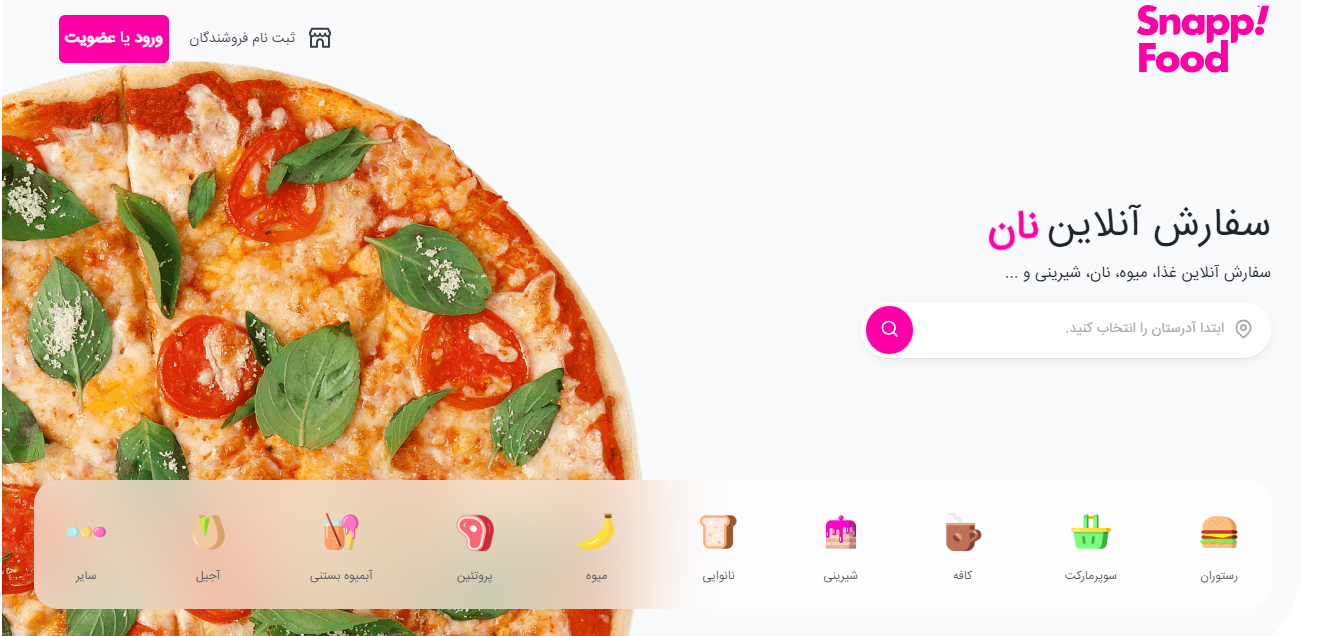 Snapp!
Food
ثبت نام فروشندگان
ورود یا عضویت
سفارش آنلاین نان
سفارش آنلاین غذا، میوه، نان، شیرینی و ...
ابتدا آدرستان را انتخاب کنید.
رستوران
سوپرمارکت
کافه
شیرینی
نانوایی
میوه
پروتئین
آبمیوه بستنی
آجیل
سایر